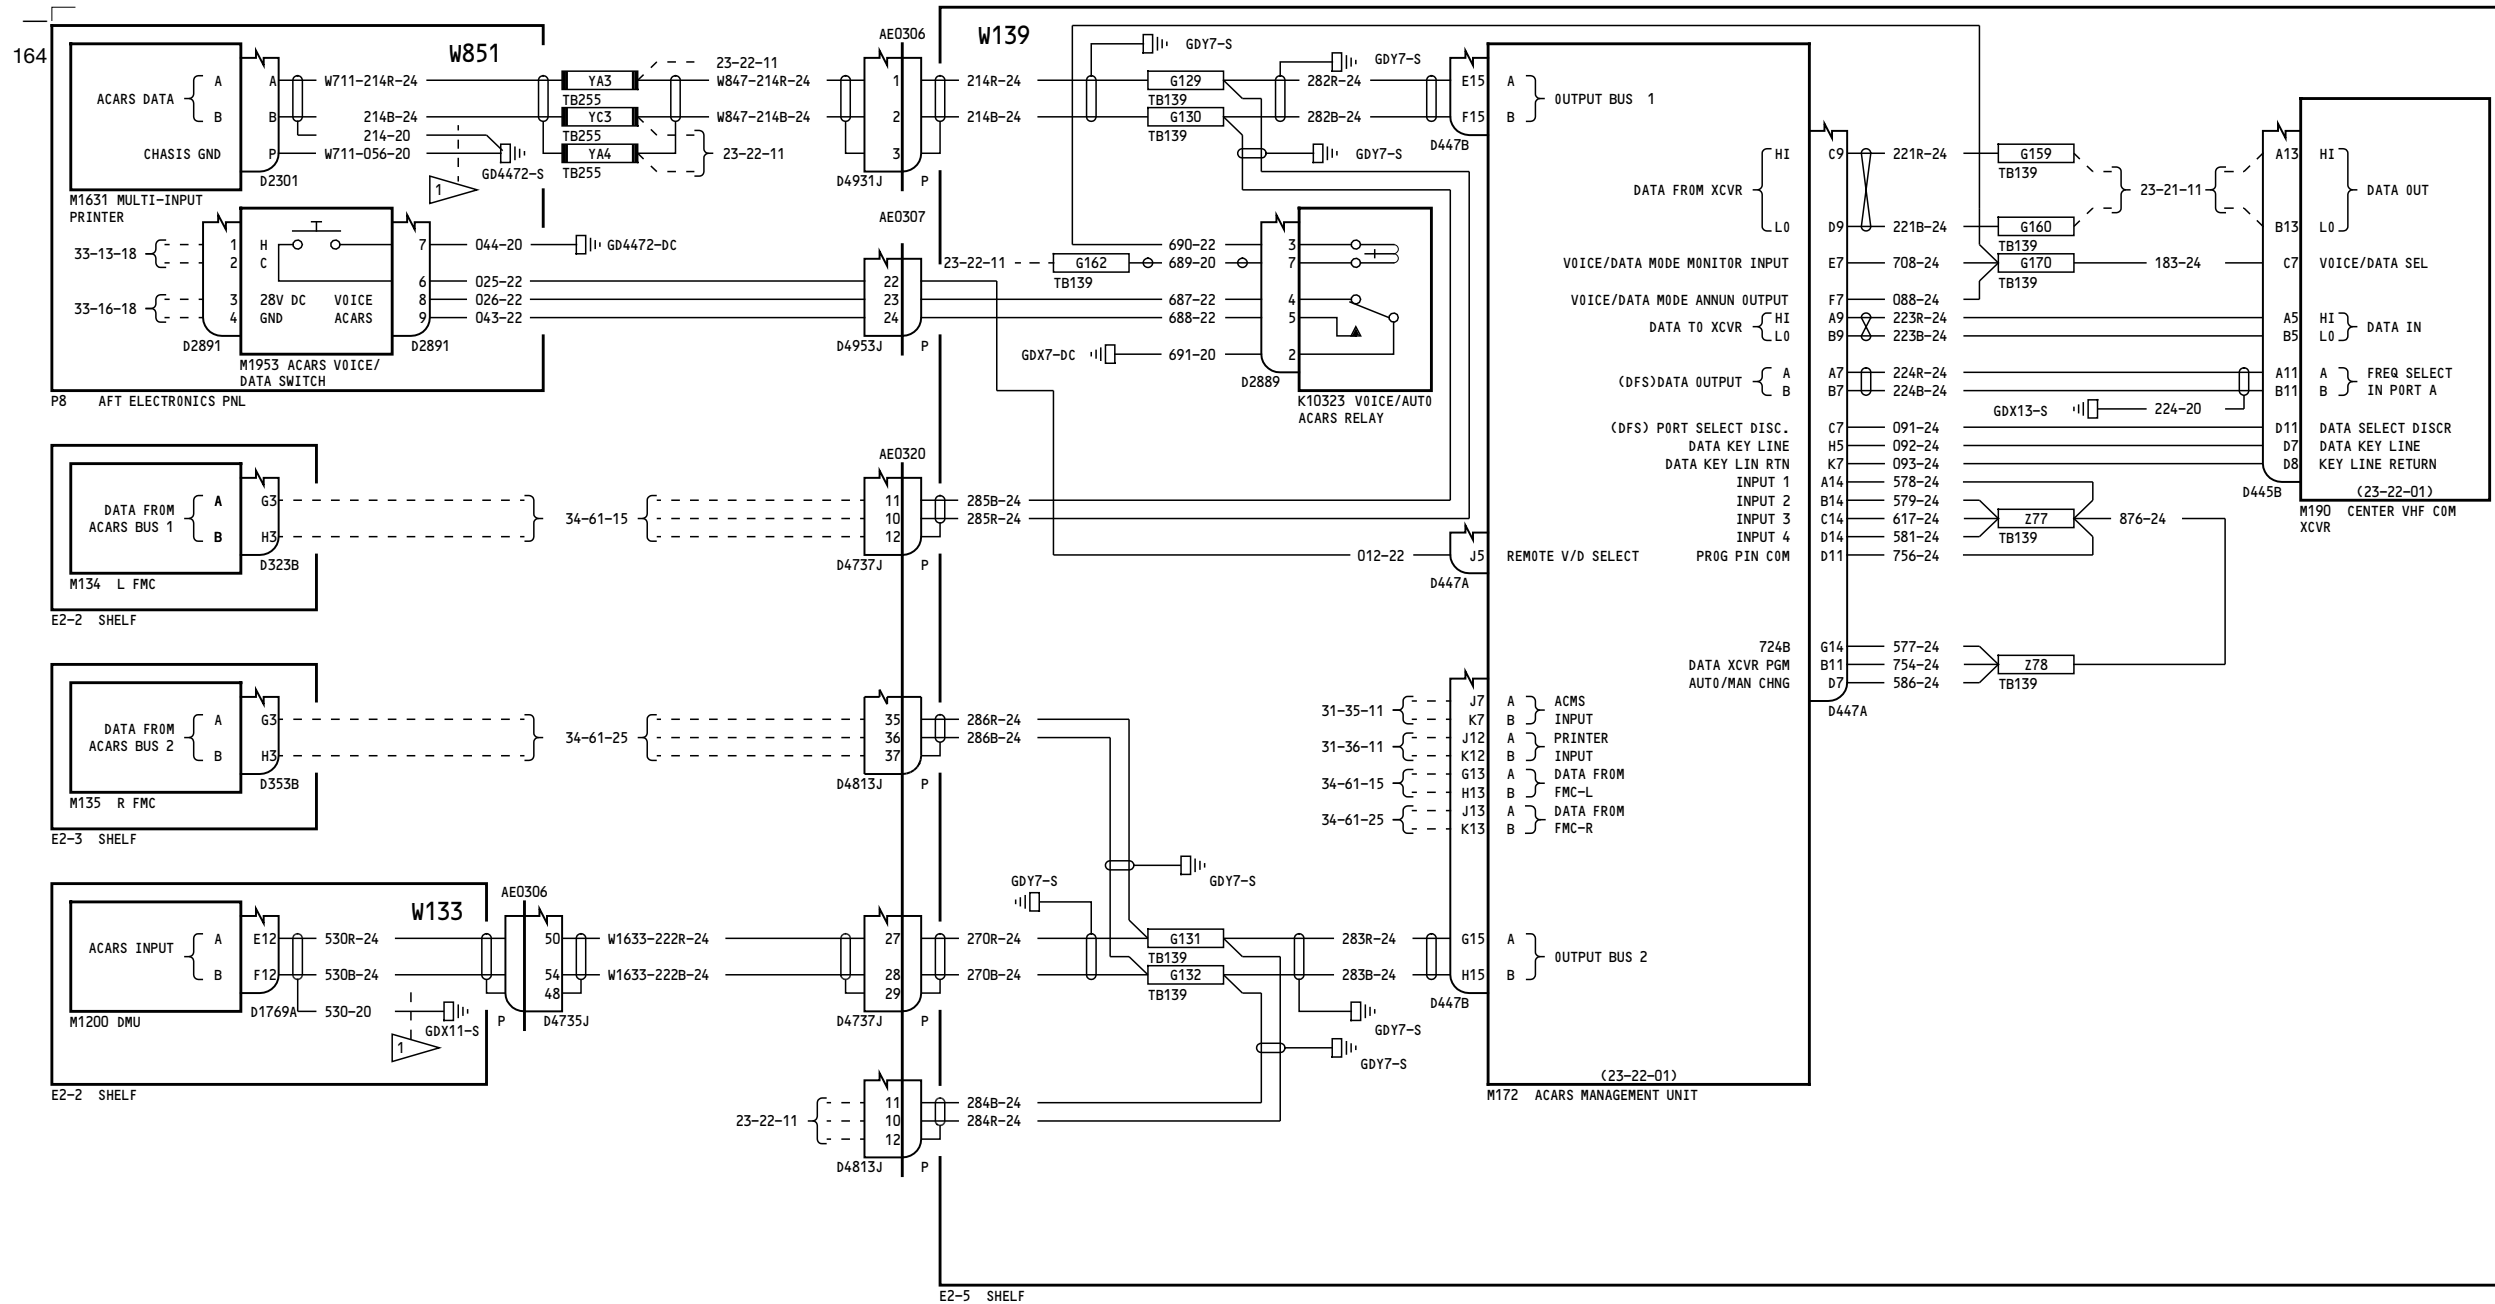 164
W851
ACARS DATA
A
B
CHASIS GND
A
B
P
D2301
M1631 MULTI-INPUT
PRINTER
W711-214R-24
214B-24
214-20
W711-056-20
GD4472-S
1
YA3
TB255
YC3
TB255
YA4
TB255
23-22-11
W847-214R-24
W847-214B-24
23-22-11
AE0306
1
2
3
D4931J
P
33-13-18
33-16-18
1
2
3
4
D2891
H
C
28V DC
GND
VOICE
ACARS
7
6
8
9
D2891
M1953 ACARS VOICE/
DATA SWITCH
044-20
GD4472-DC
025-22
026-22
043-22
AE0307
22
23
24
D4953J
P
P8 AFT ELECTRONICS PNL
DATA FROM
ACARS BUS 1
A
B
G3
H3
D323B
M134 L FMC
E2-2 SHELF
34-61-15
AE0320
11
10
12
D4737J
P
DATA FROM
ACARS BUS 2
A
B
G3
H3
D353B
M135 R FMC
E2-3 SHELF
34-61-25
35
36
37
D4813J
P
W133
ACARS INPUT
A
B
E12
F12
D1769A
M1200 DMU
E2-2 SHELF
530R-24
530B-24
530-20
GDX11-S
1
AE0306
50
54
48
P
D4735J
W1633-222R-24
W1633-222B-24
27
28
29
D4737J
P
23-22-11
11
10
12
D4813J
P
W139
214R-24
214B-24
GDY7-S
G129
TB139
G130
TB139
GDY7-S
282R-24
282B-24
GDY7-S
23-22-11
G162
TB139
690-22
689-20
687-22
688-22
GDX7-DC
691-20
3
7
4
5
2
D2889
K10323 VOICE/AUTO
ACARS RELAY
285B-24
285R-24
012-22
286R-24
286B-24
GDY7-S
GDY7-S
270R-24
270B-24
G131
TB139
G132
TB139
283R-24
283B-24
GDY7-S
GDY7-S
284B-24
284R-24
E15
F15
D447B
A
B
OUTPUT BUS 1
J5
D447A
REMOTE V/D SELECT
31-35-11
J7
K7
A
B
ACMS
INPUT
31-36-11
J12
K12
A
B
PRINTER
INPUT
34-61-15
G13
H13
A
B
DATA FROM
FMC-L
34-61-25
J13
K13
A
B
DATA FROM
FMC-R
G15
H15
D447B
A
B
OUTPUT BUS 2
(23-22-01)
M172 ACARS MANAGEMENT UNIT
DATA FROM XCVR
HI
LO
C9
D9
VOICE/DATA MODE MONITOR INPUT E7
VOICE/DATA MODE ANNUN OUTPUT F7
DATA TO XCVR
HI
LO
A9
B9
(DFS)DATA OUTPUT
A
B
A7
B7
(DFS) PORT SELECT DISC. C7
DATA KEY LINE H5
DATA KEY LIN RTN K7
INPUT 1 A14
INPUT 2 B14
INPUT 3 C14
INPUT 4 D14
PROG PIN COM D11
724B G14
DATA XCVR PGM B11
AUTO/MAN CHNG D7
D447A
221R-24
221B-24
708-24
088-24
223R-24
223B-24
224R-24
224B-24
091-24
092-24
093-24
578-24
579-24
617-24
581-24
756-24
577-24
754-24
586-24
G159
TB139
G160
TB139
G170
TB139
23-21-11
183-24
GDX13-S
224-20
Z77
TB139
876-24
Z78
TB139
A13
B13
HI
LO
DATA OUT
C7 VOICE/DATA SEL
A5
B5
HI
LO
DATA IN
A11
B11
A
B
FREQ SELECT
IN PORT A
D11 DATA SELECT DISCR
D7 DATA KEY LINE
D8 KEY LINE RETURN
D445B
(23-22-01)
M190 CENTER VHF COM
XCVR
E2-5 SHELF